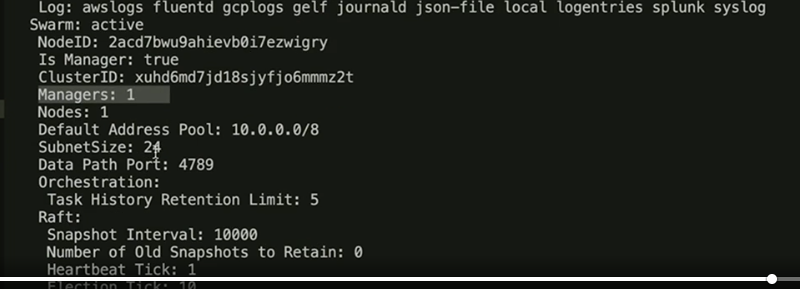 Log: awslogs fluentd gcplogs gelf journald json-file local logentries splunk syslog
Swarm: active
NodeID: 2acd7bwu9ahievb0i7ezwigry
Is Manager: true
ClusterID: xuhd6md7jd18sjyfjo6mmmz2t
Managers: 1
Nodes: 1
Default Address Pool: 10.0.0.0/8
SubnetSize: 24
Data Path Port: 4789
Orchestration:
Task History Retention Limit: 5
Raft:
Snapshot Interval: 10000
Number of Old Snapshots to Retain: 0
Heartbeat Tick: 1
Election Tick: 10